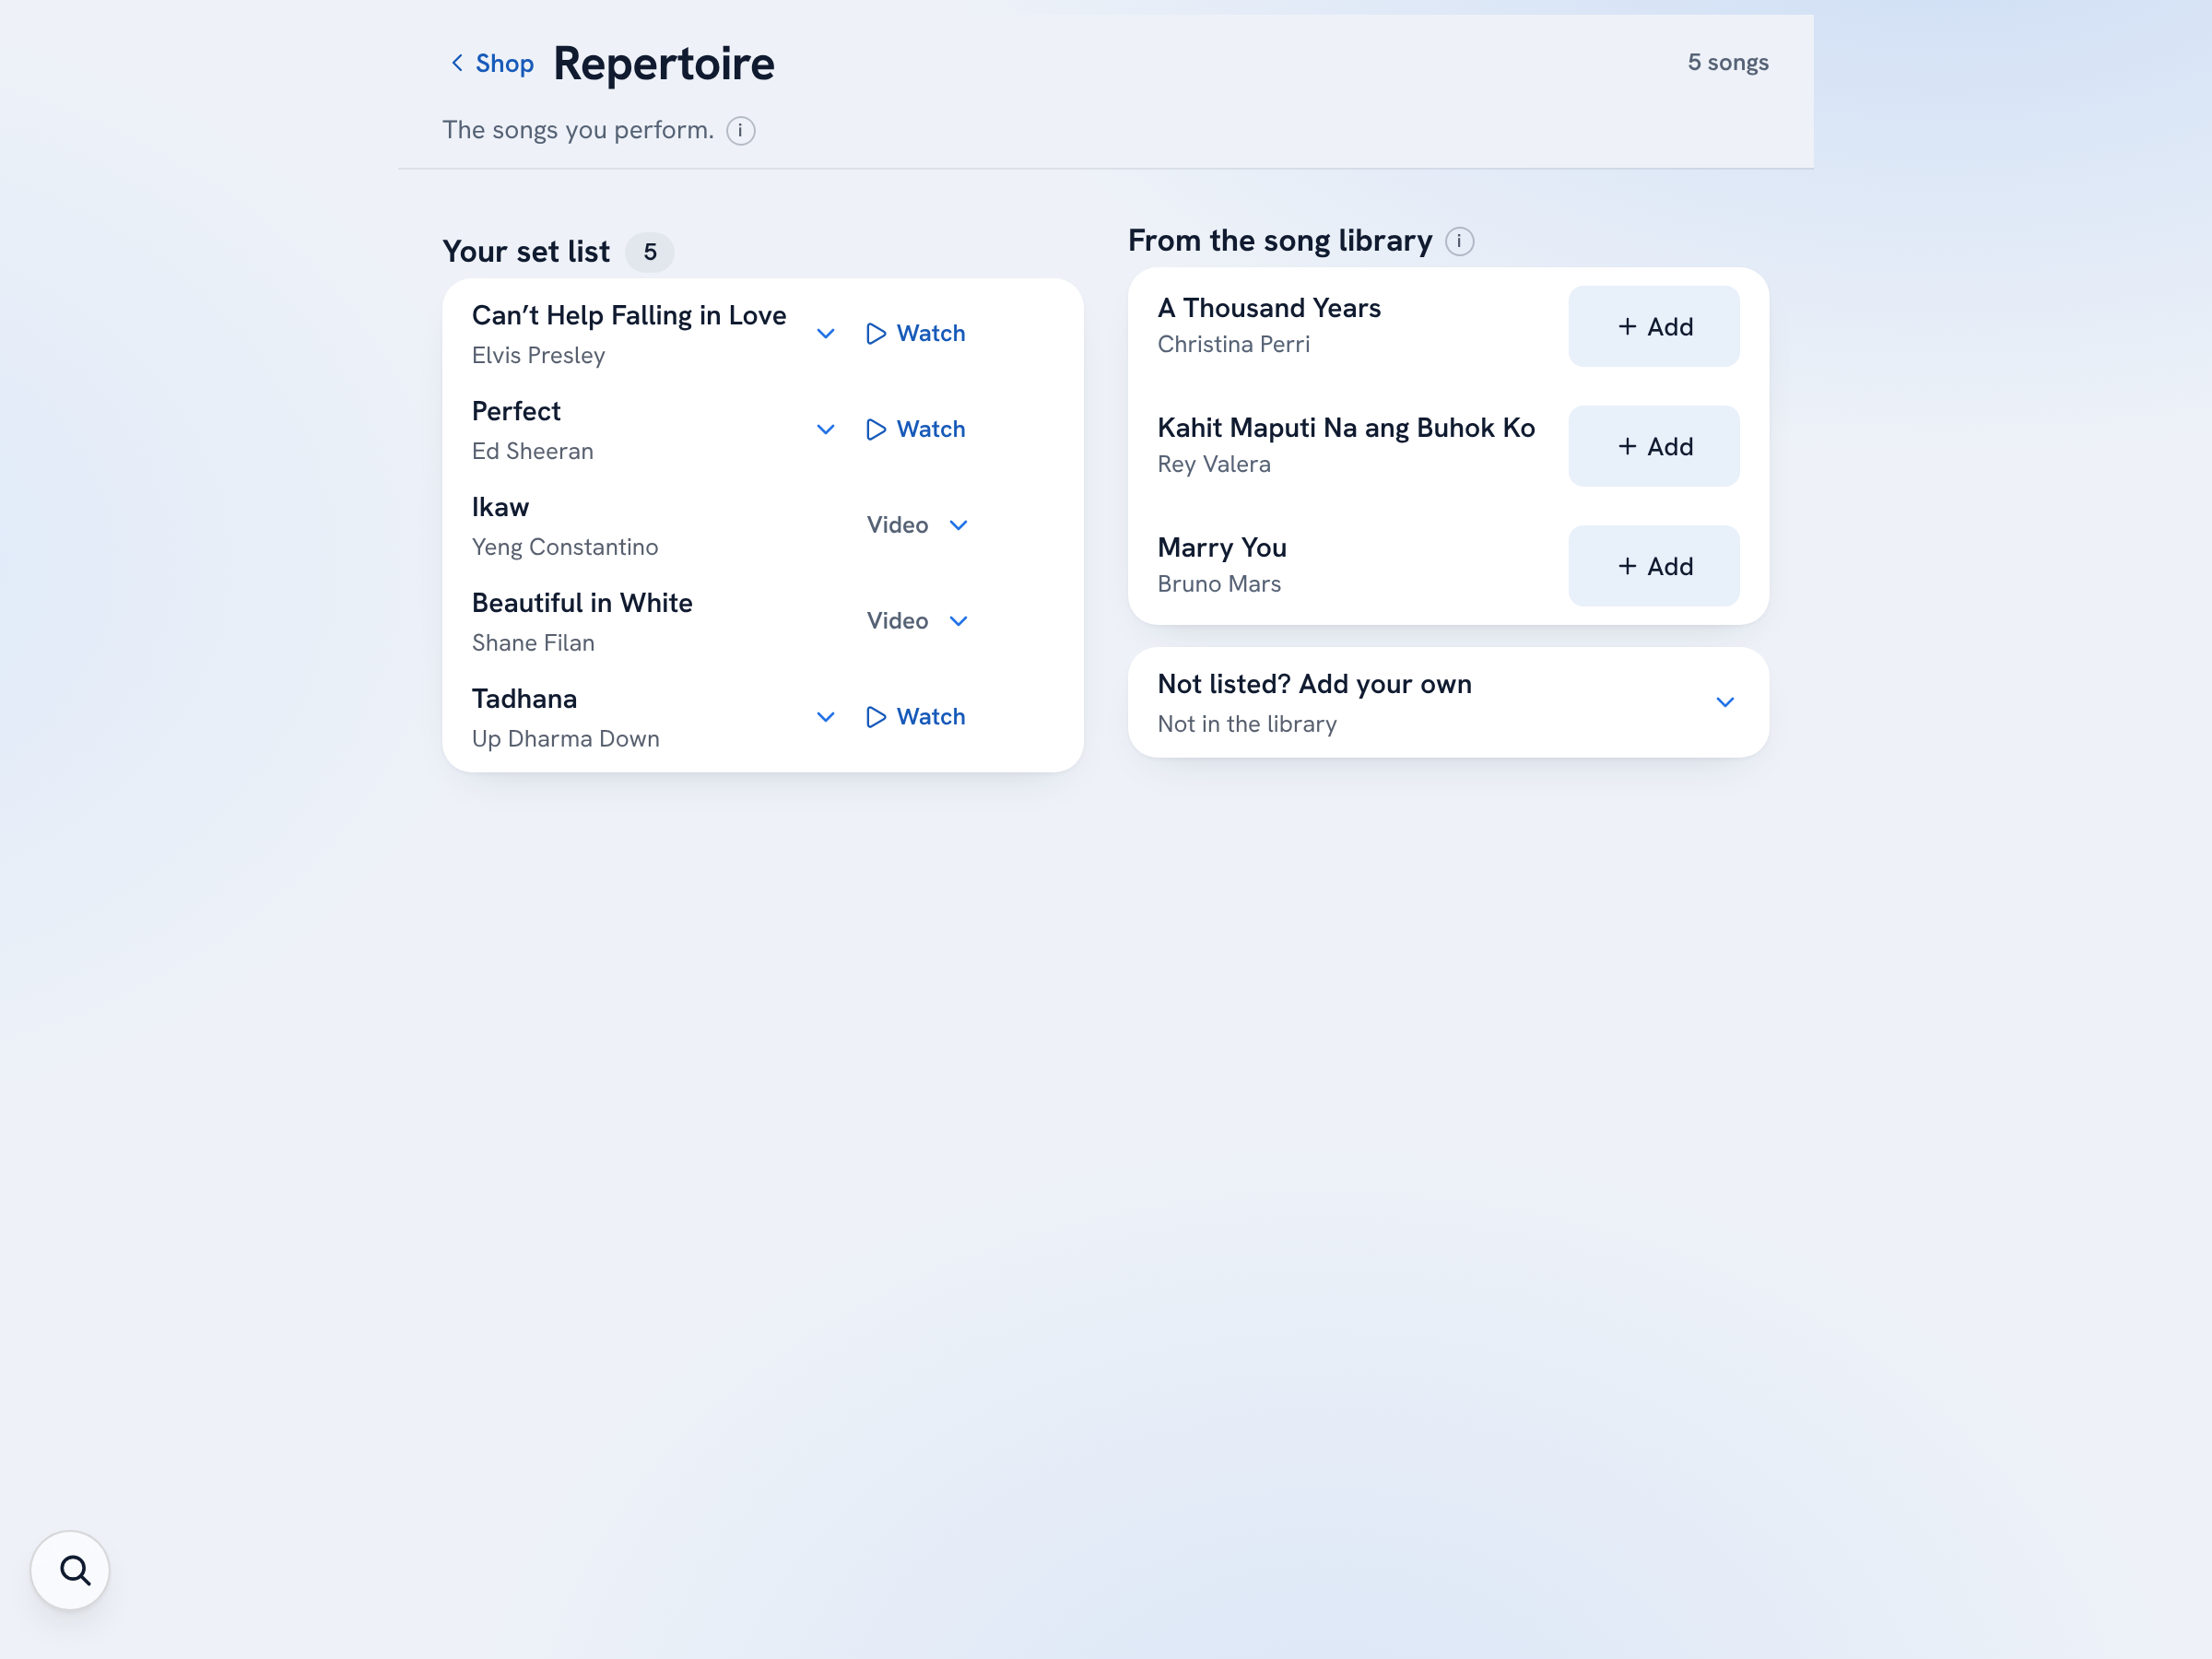 Shop Repertoire
5 songs
The songs you perform.
Your set list 5
Can’t Help Falling in Love
Elvis Presley
Watch
Perfect
Ed Sheeran
Watch
Ikaw
Yeng Constantino
Video
Beautiful in White
Shane Filan
Video
Tadhana
Up Dharma Down
Watch
From the song library
A Thousand Years
Christina Perri
+ Add
Kahit Maputi Na ang Buhok Ko
Rey Valera
+ Add
Marry You
Bruno Mars
+ Add
Not listed? Add your own
Not in the library